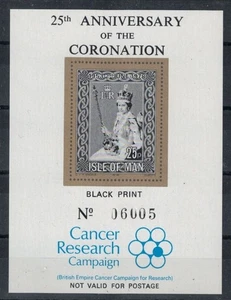 25th ANNIVERSARY
OF THE
CORONATION
E R
25p
ISLE OF MAN
BLACK PRINT
No 06005
Cancer
Research
Campaign
(British Empire Cancer Campaign for Research)
NOT VALID FOR POSTAGE